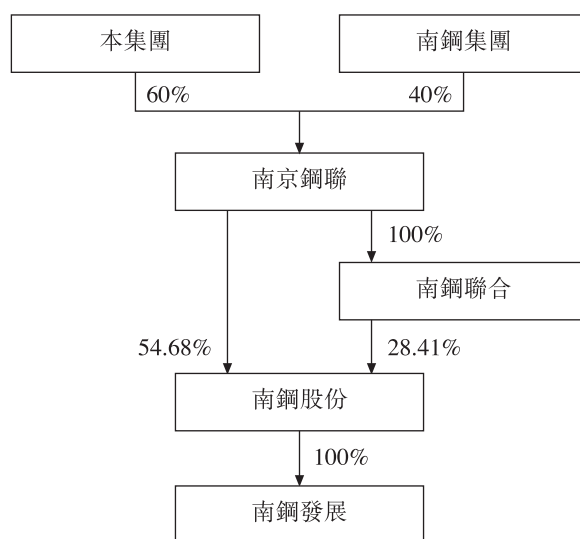 本集團
南鋼集團
60%
40%
南京鋼聯
100%
南鋼聯合
54.68%
28.41%
南鋼股份
100%
南鋼發展